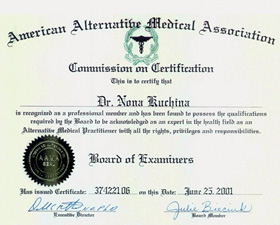 American Alternative Medical Association
Commission on Certification
This is to certify that
Dr. Nona Kuchina
is recognized as a professional member and has been found to possess the qualifications
required by the Board to be acknowledged as an expert in the health field as an
Alternative Medical Practitioner with all the rights, privileges and responsibilities.
Board of Examiners
Has issued Certificate: 37422106 on this Date: June 25, 2001
Executive Director Board Member